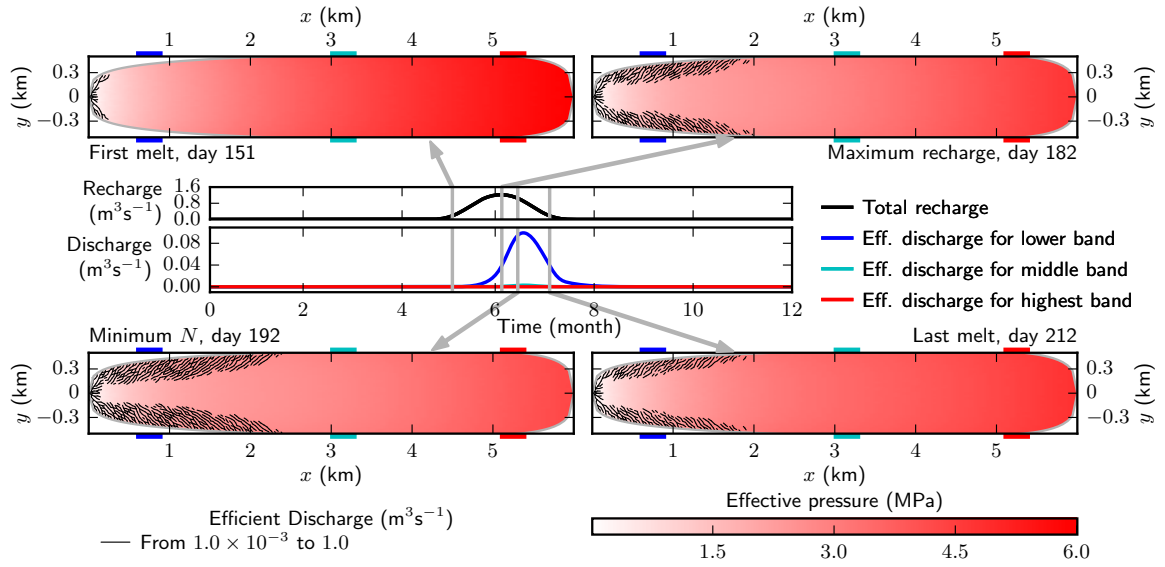 x (km)
x (km)
1 2 3 4 5
1 2 3 4 5
y (km)
0.3
0
−0.3
0.3
0
−0.3
y (km)
First melt, day 151
Maximum recharge, day 182
Recharge
(m³s⁻¹)
1.6
0.8
0.0
Discharge
(m³s⁻¹)
0.08
0.04
0.00
0 2 4 6 8 10 12
Time (month)
Total recharge
Eff. discharge for lower band
Eff. discharge for middle band
Eff. discharge for highest band
Minimum N, day 192
Last melt, day 212
y (km)
0.3
0
−0.3
0.3
0
−0.3
y (km)
1 2 3 4 5
1 2 3 4 5
x (km)
x (km)
Efficient Discharge (m³s⁻¹)
From 1.0 × 10⁻³ to 1.0
Effective pressure (MPa)
1.5 3.0 4.5 6.0